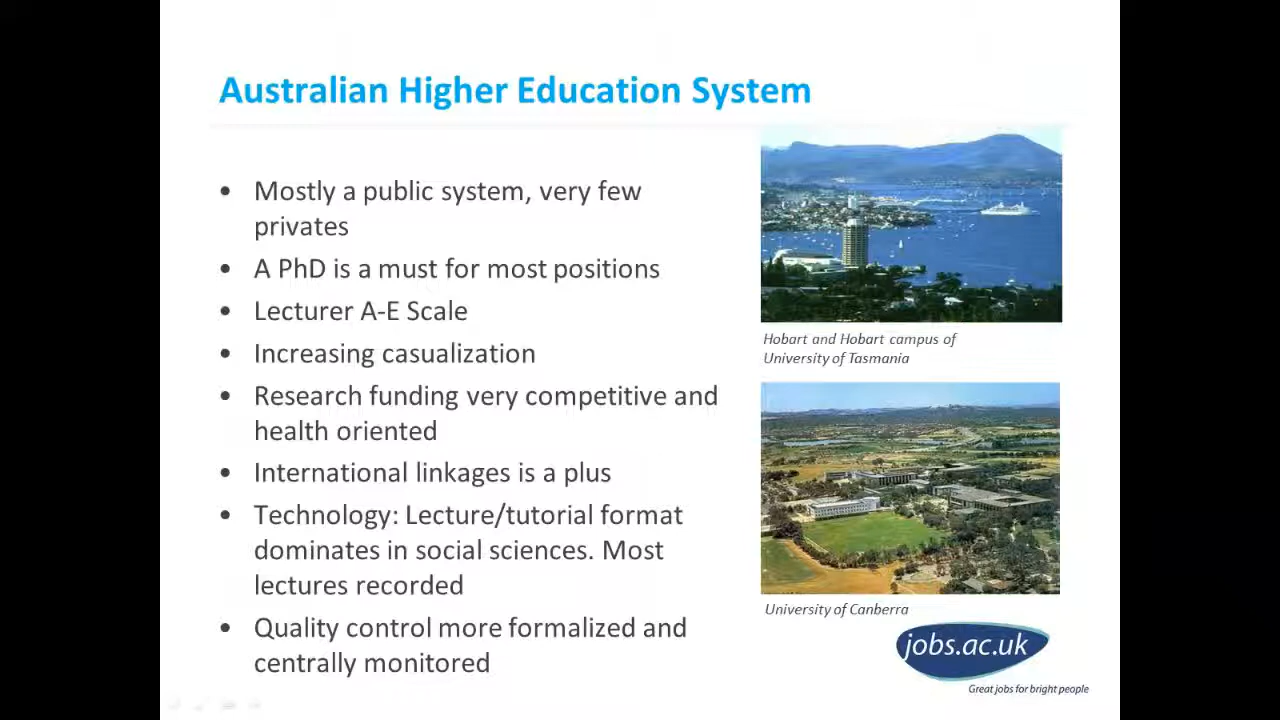 Australian Higher Education System
• Mostly a public system, very few
privates
• A PhD is a must for most positions
• Lecturer A-E Scale
• Increasing casualization
• Research funding very competitive and
health oriented
• International linkages is a plus
• Technology: Lecture/tutorial format
dominates in social sciences. Most
lectures recorded
• Quality control more formalized and
centrally monitored
Hobart and Hobart campus of
University of Tasmania
University of Canberra
jobs.ac.uk
Great jobs for bright people